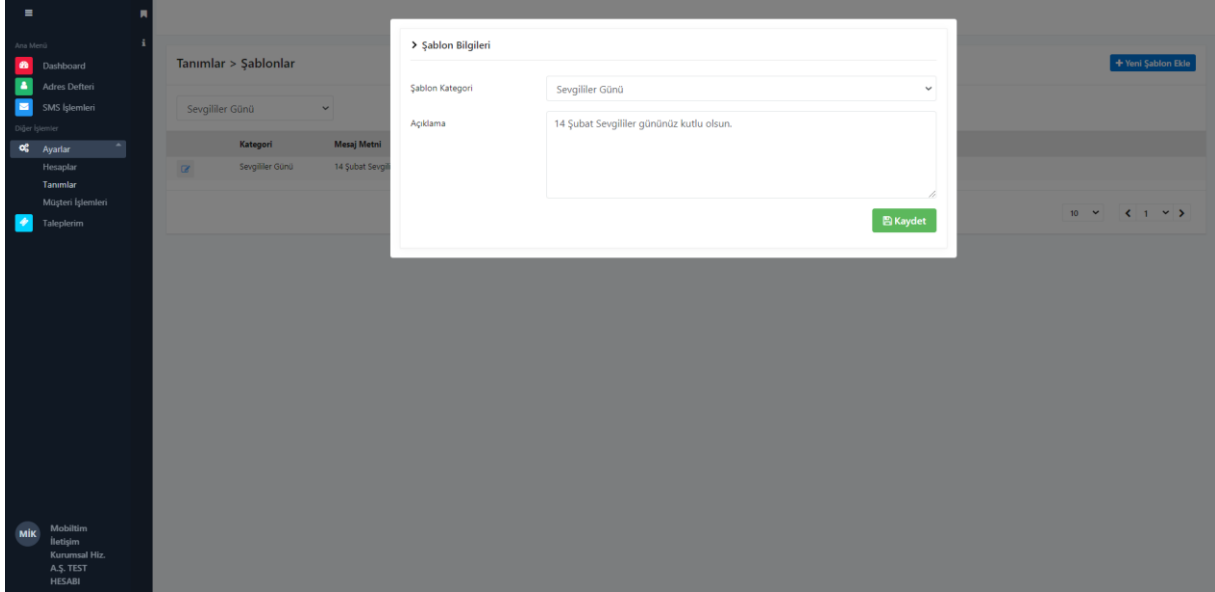 Ana Menü
Dashboard
Adres Defteri
SMS İşlemleri
Diğer İşlemler
Ayarlar
Hesaplar
Tanımlar
Müşteri İşlemleri
Taleplerim
MİK
Mobiltim
İletişim
Kurumsal Hiz.
A.Ş. TEST
HESABI
Tanımlar > Şablonlar
+ Yeni Şablon Ekle
Sevgililer Günü
Kategori Mesaj Metni
Sevgililer Günü 14 Şubat Sevgili
10 1
Şablon Bilgileri
Şablon Kategori Sevgililer Günü
Açıklama 14 Şubat Sevgililer gününüz kutlu olsun.
Kaydet